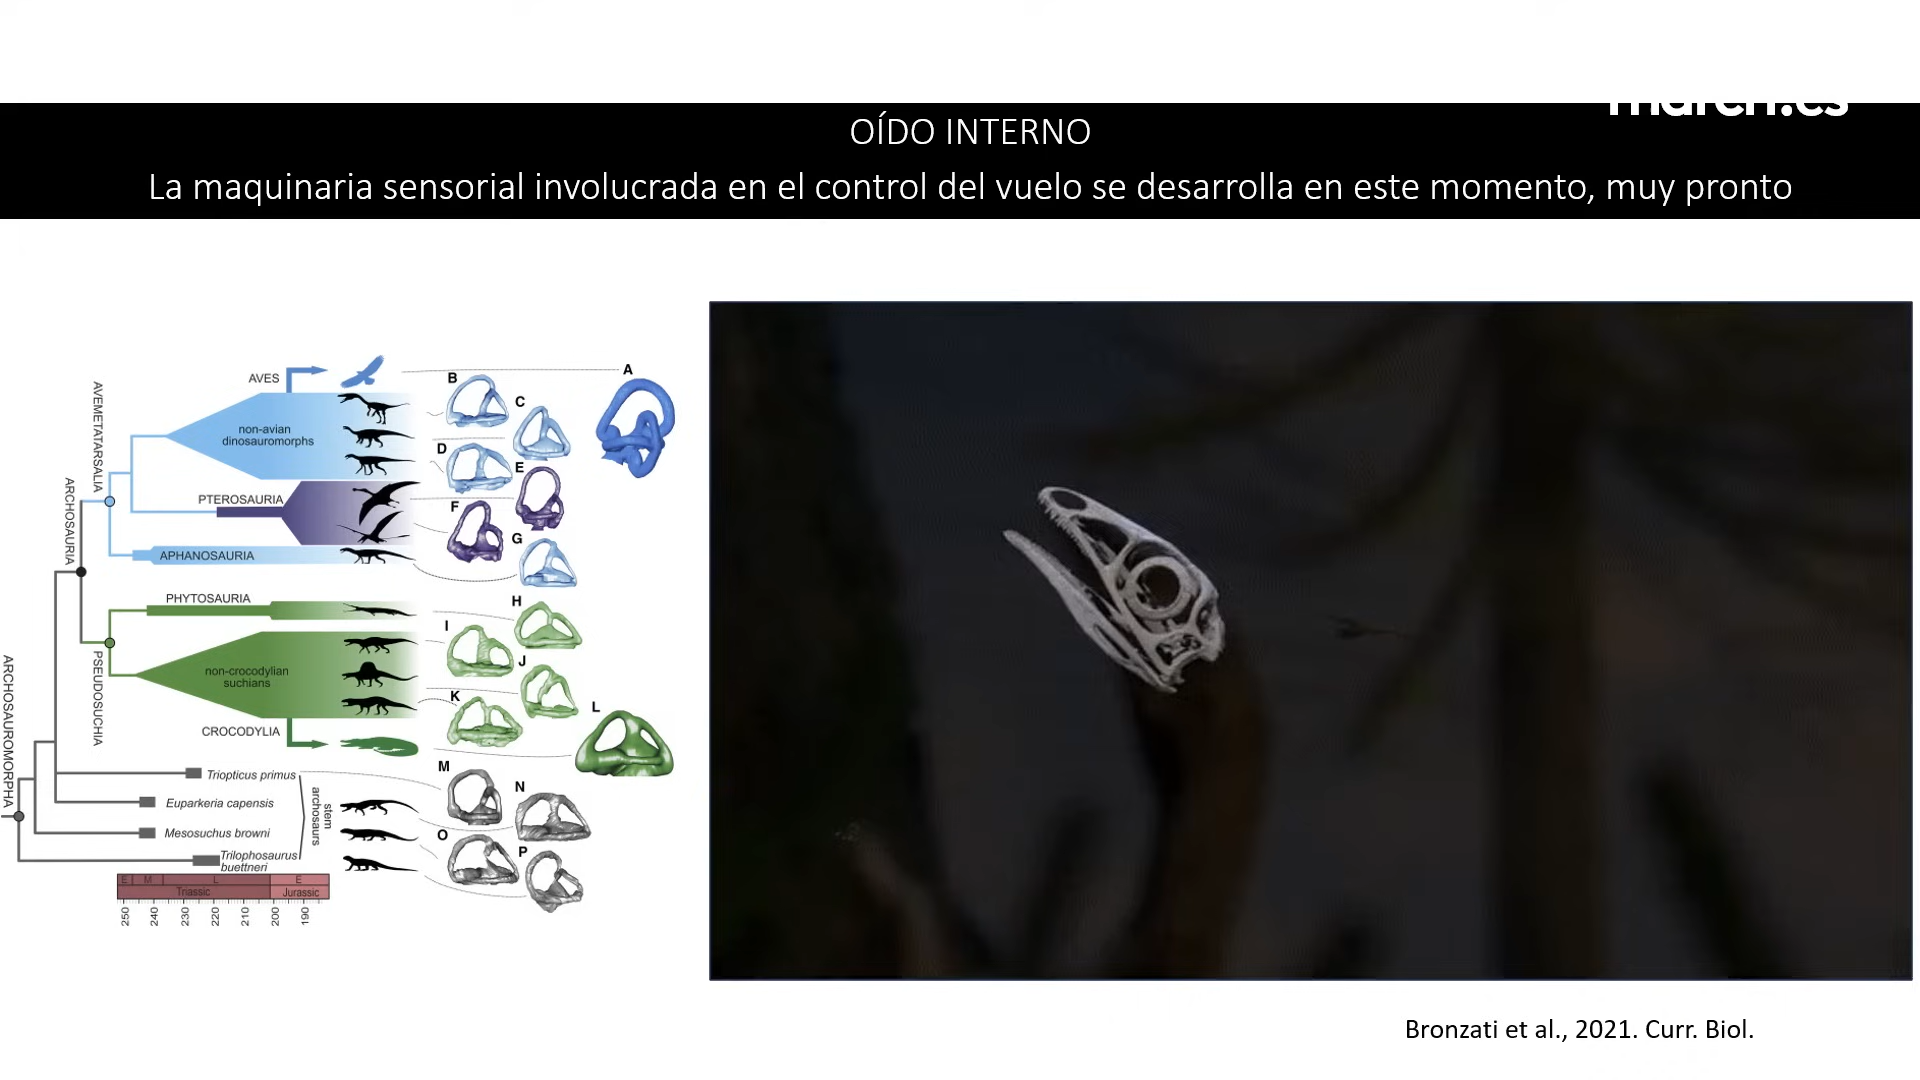 march.es
OÍDO INTERNO
La maquinaria sensorial involucrada en el control del vuelo se desarrolla en este momento, muy pronto
AVES
A
B
C
AVEMETATARSALIA
non-avian
dinosauromorphs
D
E
PTEROSAURIA
F
ARCHOSAURIA
G
APHANOSAURIA
PHYTOSAURIA
H
I
PSEUDOSUCHIA
non-crocodylian
suchians
J
K
L
CROCODYLIA
ARCHOSAUROMORPHA
M
Triopticus primus
N
Euparkeria capensis
stem
archosaurs
Mesosuchus browni
O
P
Trilophosaurus
buettneri
E M L E
Triassic Jurassic
250 240 230 220 210 200 190
Bronzati et al., 2021. Curr. Biol.